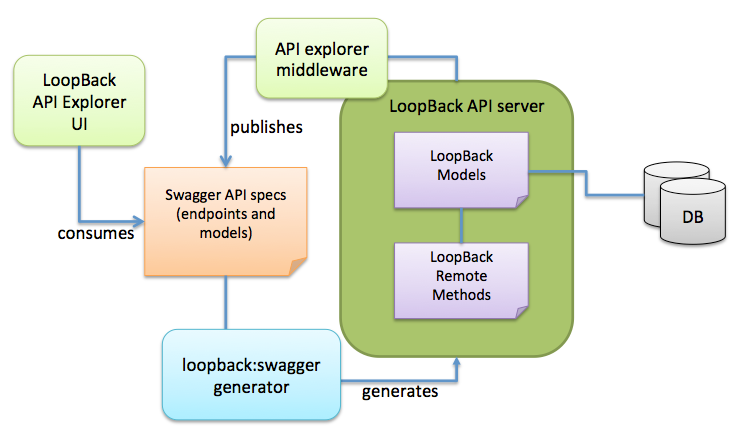 API explorer
middleware
LoopBack
API Explorer
UI
LoopBack API server
publishes
LoopBack
Models
Swagger API specs
(endpoints and
models)
consumes
DB
LoopBack
Remote
Methods
loopback:swagger
generator
generates